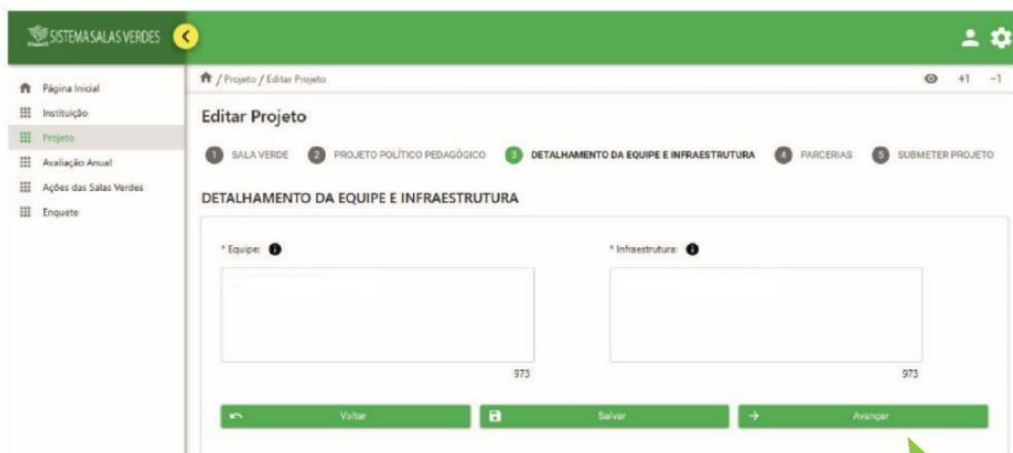 SISTEMA SALAS VERDES
Página Inicial
Instituição
Projeto
Avaliação Anual
Ações das Salas Verdes
Enquete
/ Projeto / Editar Projeto +1 -1
Editar Projeto
1 SALA VERDE 2 PROJETO POLÍTICO PEDAGÓGICO 3 DETALHAMENTO DA EQUIPE E INFRAESTRUTURA 4 PARCERIAS 5 SUBMETER PROJETO
DETALHAMENTO DA EQUIPE E INFRAESTRUTURA
* Equipe: * Infraestrutura:
973 973
Voltar Salvar Avançar